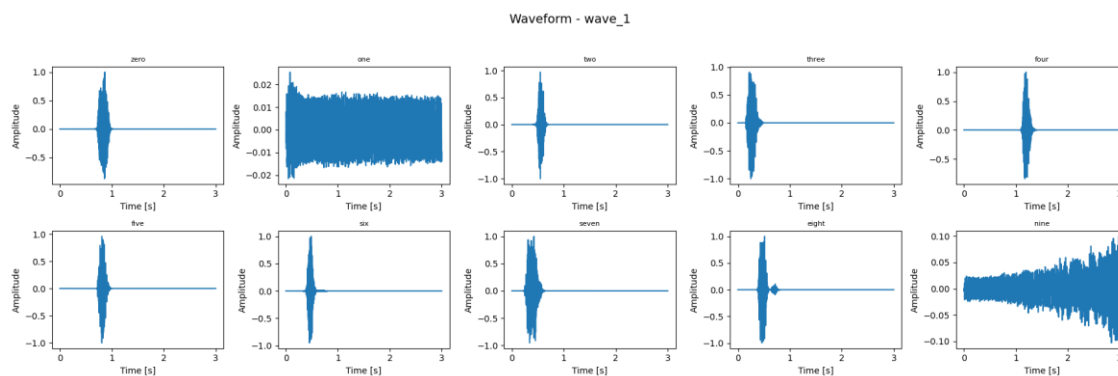 Waveform - wave_1
zero one two three four
1.0 0.5 0.0 −0.5
0.02 0.01 0.00 −0.01 −0.02
1.0 0.5 0.0 −0.5 −1.0
1.0 0.5 0.0 −0.5 −1.0
1.0 0.5 0.0 −0.5
Amplitude Amplitude Amplitude Amplitude Amplitude
0 1 2 3 0 1 2 3 0 1 2 3 0 1 2 3 0 1 2 3
Time [s] Time [s] Time [s] Time [s] Time [s]
five six seven eight nine
1.0 0.5 0.0 −0.5 −1.0
1.0 0.5 0.0 −0.5 −1.0
1.0 0.5 0.0 −0.5 −1.0
1.0 0.5 0.0 −0.5 −1.0
0.10 0.05 0.00 −0.05 −0.10
Amplitude Amplitude Amplitude Amplitude Amplitude
0 1 2 3 0 1 2 3 0 1 2 3 0 1 2 3 0 1 2 3
Time [s] Time [s] Time [s] Time [s] Time [s]